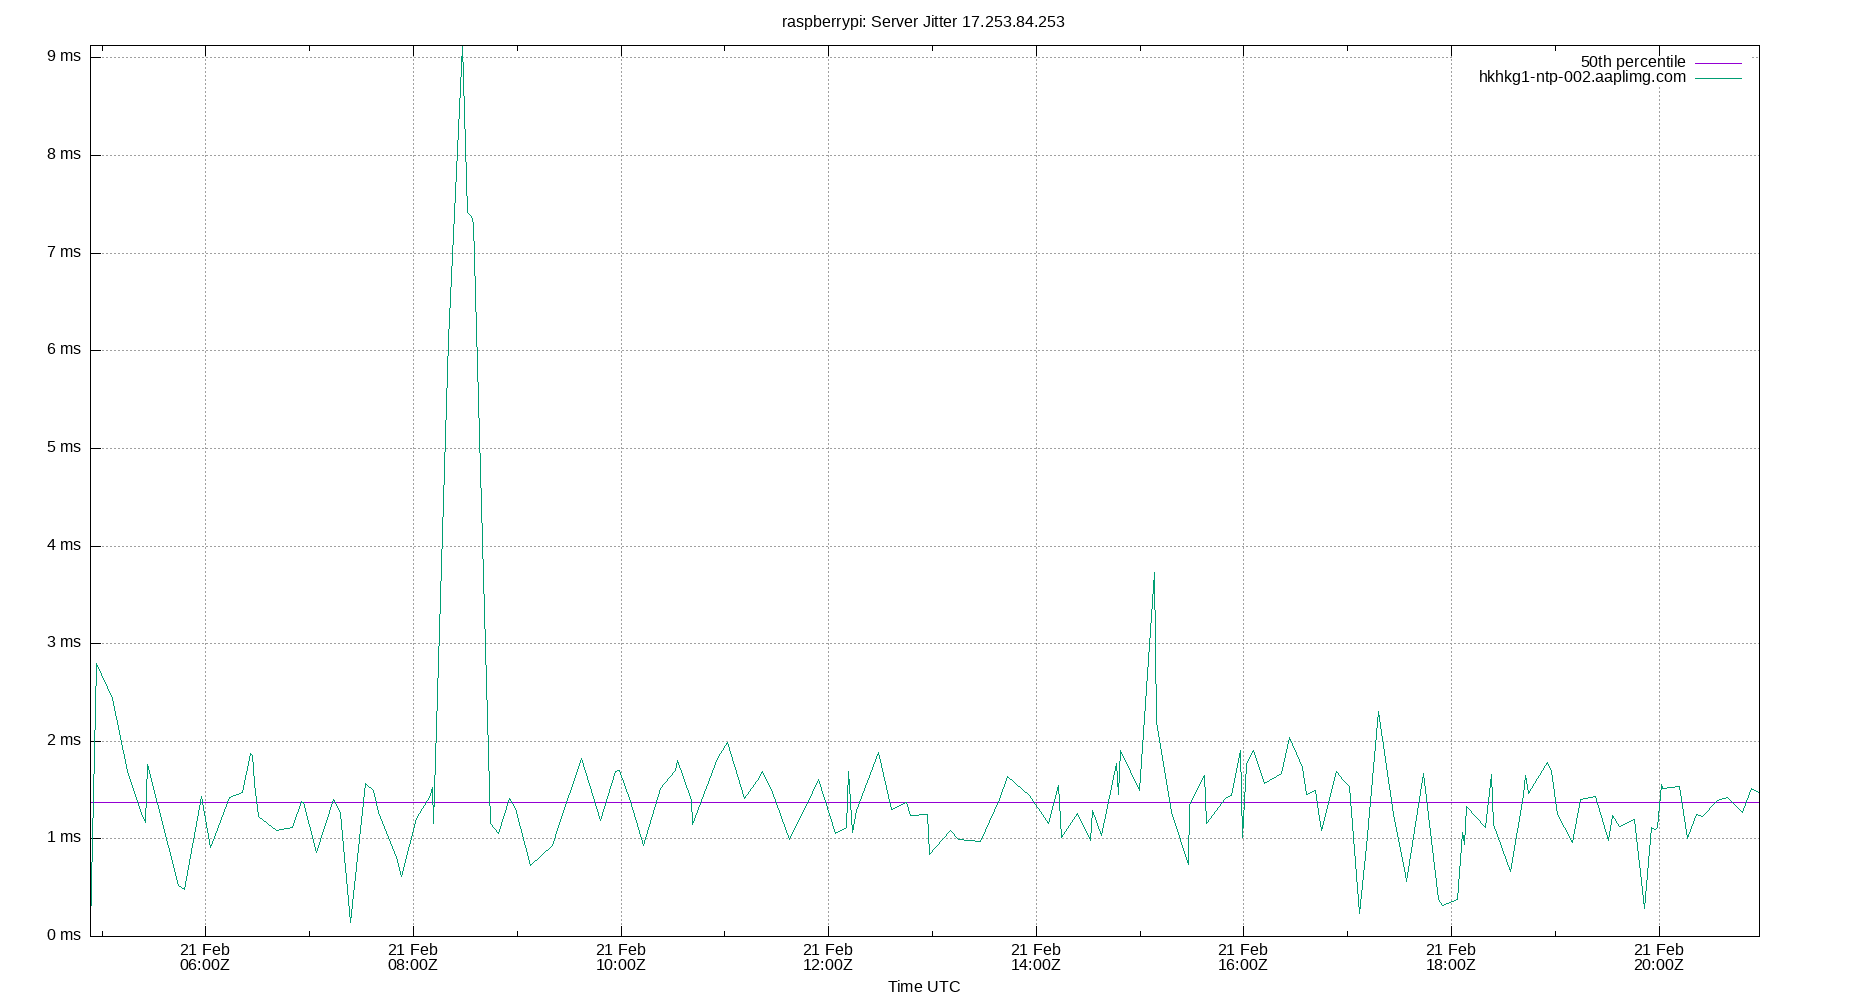 raspberrypi: Server Jitter 17.253.84.253
9 ms
8 ms
7 ms
6 ms
5 ms
4 ms
3 ms
2 ms
1 ms
0 ms
50th percentile
hkhkg1-ntp-002.aaplimg.com
21 Feb
06:00Z
21 Feb
08:00Z
21 Feb
10:00Z
21 Feb
12:00Z
21 Feb
14:00Z
21 Feb
16:00Z
21 Feb
18:00Z
21 Feb
20:00Z
Time UTC